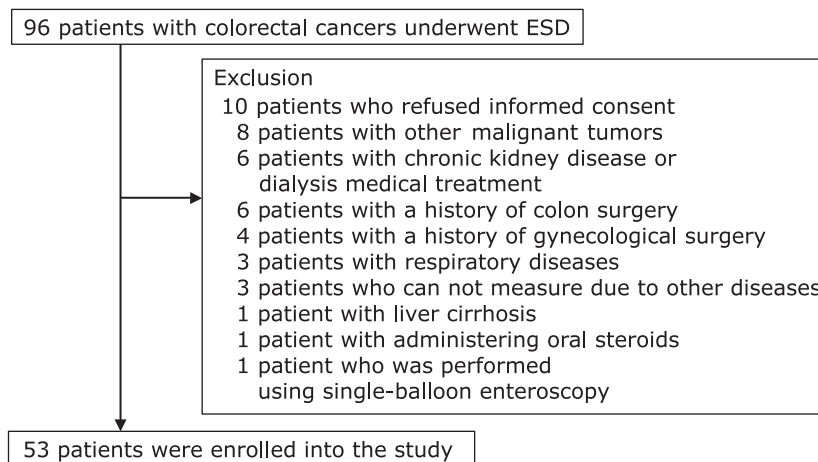 96 patients with colorectal cancers underwent ESD
Exclusion
10 patients who refused informed consent
8 patients with other malignant tumors
6 patients with chronic kidney disease or
dialysis medical treatment
6 patients with a history of colon surgery
4 patients with a history of gynecological surgery
3 patients with respiratory diseases
3 patients who can not measure due to other diseases
1 patient with liver cirrhosis
1 patient with administering oral steroids
1 patient who was performed
using single-balloon enteroscopy
53 patients were enrolled into the study